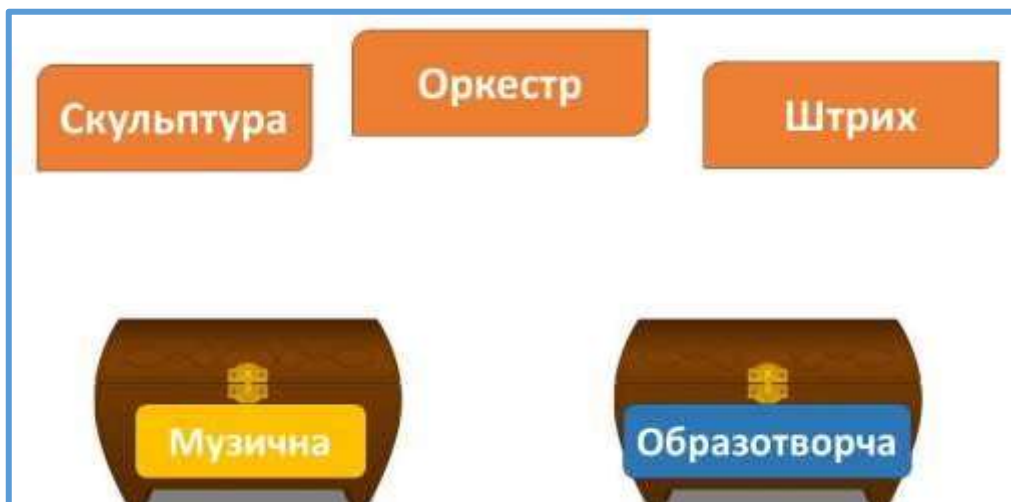 Скульптура
Оркестр
Штрих
Музична
Образотворча